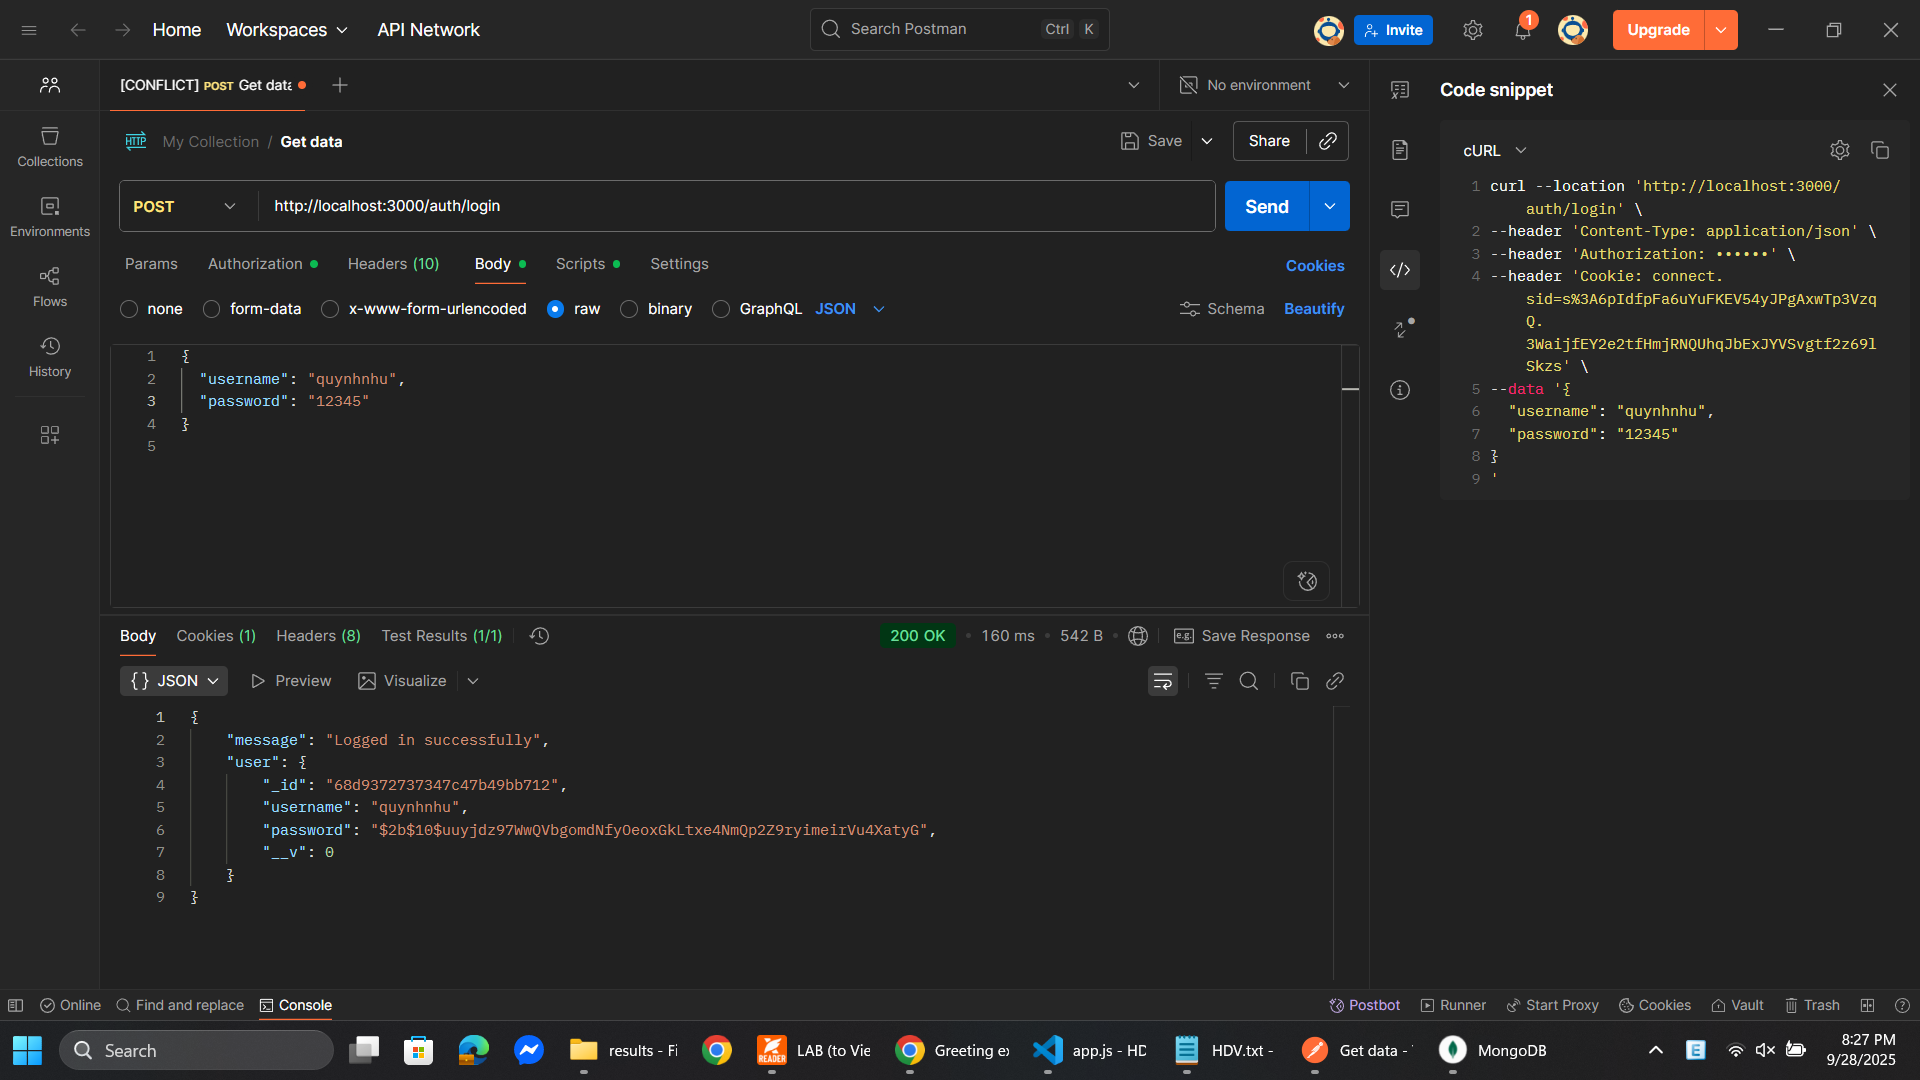 Home
Workspaces
API Network
Search Postman
Ctrl
K
Invite
1
Upgrade
[CONFLICT] POST Get data
No environment
Code snippet
Collections
Environments
Flows
History
HTTP
My Collection / Get data
Save
Share
POST
http://localhost:3000/auth/login
Send
Params
Authorization
Headers (10)
Body
Scripts
Settings
Cookies
none
form-data
x-www-form-urlencoded
raw
binary
GraphQL
JSON
Schema
Beautify
1 {
2 "username": "quynhnhu",
3 "password": "12345"
4 }
5
cURL
1 curl --location 'http://localhost:3000/
auth/login' \
2 --header 'Content-Type: application/json' \
3 --header 'Authorization: ••••••' \
4 --header 'Cookie: connect.
sid=s%3A6pIdfpFa6uYuFKEV54yJPgAxwTp3Vzq
Q.
3WaijfEY2e2tfHmjRNQUhqJbExJYVSvgtf2z69l
Skzs' \
5 --data '{
6 "username": "quynhnhu",
7 "password": "12345"
8 }
9 '
Body
Cookies (1)
Headers (8)
Test Results (1/1)
200 OK
160 ms
542 B
e.g.
Save Response
{} JSON
Preview
Visualize
1 {
2 "message": "Logged in successfully",
3 "user": {
4 "_id": "68d9372737347c47b49bb712",
5 "username": "quynhnhu",
6 "password": "$2b$10$uuyjdz97WwQVbgomdNfyOeoxGkLtxe4NmQp2Z9ryimeirVu4XatyG",
7 "__v": 0
8 }
9 }
Online
Find and replace
Console
Postbot
Runner
Start Proxy
Cookies
Vault
Trash
Search
results - Fi
READER
LAB (to Vie
Greeting e
app.js - HD
HDV.txt -
Get data -
MongoDB
E
8:27 PM
9/28/2025